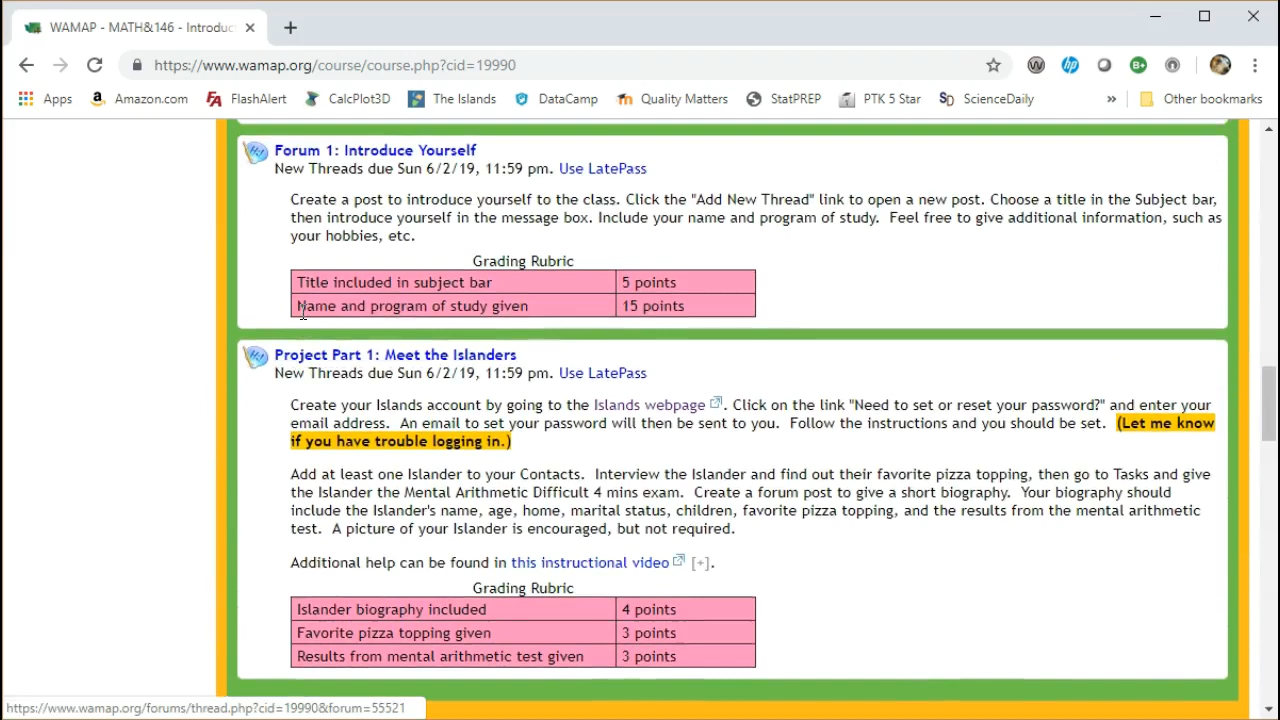 WAMAP - MATH&146 - Introduc
https://www.wamap.org/course/course.php?cid=19990
Apps
Amazon.com
FlashAlert
CalcPlot3D
The Islands
DataCamp
Quality Matters
StatPREP
PTK 5 Star
ScienceDaily
»
Other bookmarks
Forum 1: Introduce Yourself
New Threads due Sun 6/2/19, 11:59 pm. Use LatePass
Create a post to introduce yourself to the class. Click the "Add New Thread" link to open a new post. Choose a title in the Subject bar,
then introduce yourself in the message box. Include your name and program of study. Feel free to give additional information, such as
your hobbies, etc.
Grading Rubric
Title included in subject bar 5 points
Name and program of study given 15 points
Project Part 1: Meet the Islanders
New Threads due Sun 6/2/19, 11:59 pm. Use LatePass
Create your Islands account by going to the Islands webpage . Click on the link "Need to set or reset your password?" and enter your
email address. An email to set your password will then be sent to you. Follow the instructions and you should be set. (Let me know
if you have trouble logging in.)
Add at least one Islander to your Contacts. Interview the Islander and find out their favorite pizza topping, then go to Tasks and give
the Islander the Mental Arithmetic Difficult 4 mins exam. Create a forum post to give a short biography. Your biography should
include the Islander's name, age, home, marital status, children, favorite pizza topping, and the results from the mental arithmetic
test. A picture of your Islander is encouraged, but not required.
Additional help can be found in this instructional video [+].
Grading Rubric
Islander biography included 4 points
Favorite pizza topping given 3 points
Results from mental arithmetic test given 3 points
https://www.wamap.org/forums/thread.php?cid=19990&forum=55521